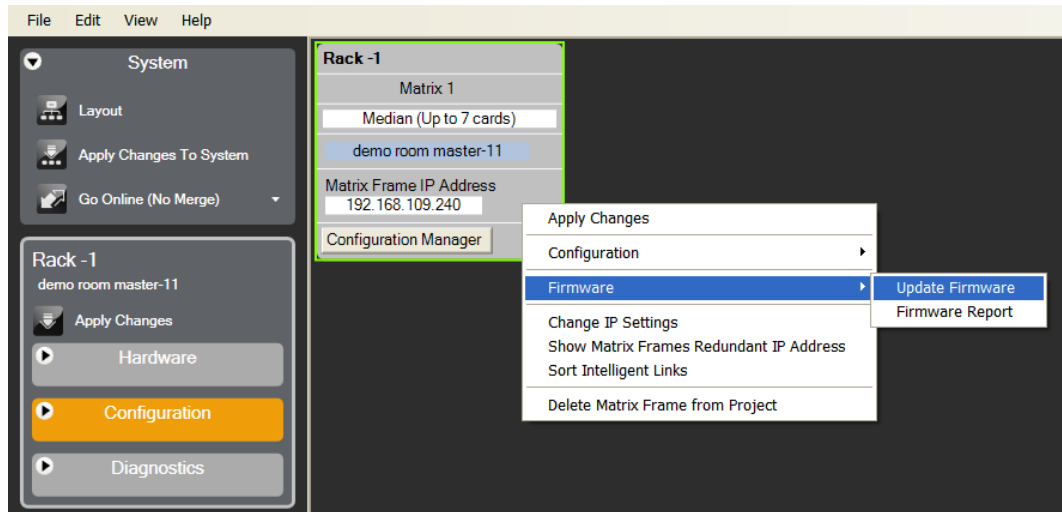 File Edit View Help
System
Layout
Apply Changes To System
Go Online (No Merge)
Rack -1
demo room master-11
Apply Changes
Hardware
Configuration
Diagnostics
Rack -1
Matrix 1
Median (Up to 7 cards)
demo room master-11
Matrix Frame IP Address
192.168.109.240
Configuration Manager
Apply Changes
Configuration
Firmware
Change IP Settings
Show Matrix Frames Redundant IP Address
Sort Intelligent Links
Delete Matrix Frame from Project
Update Firmware
Firmware Report